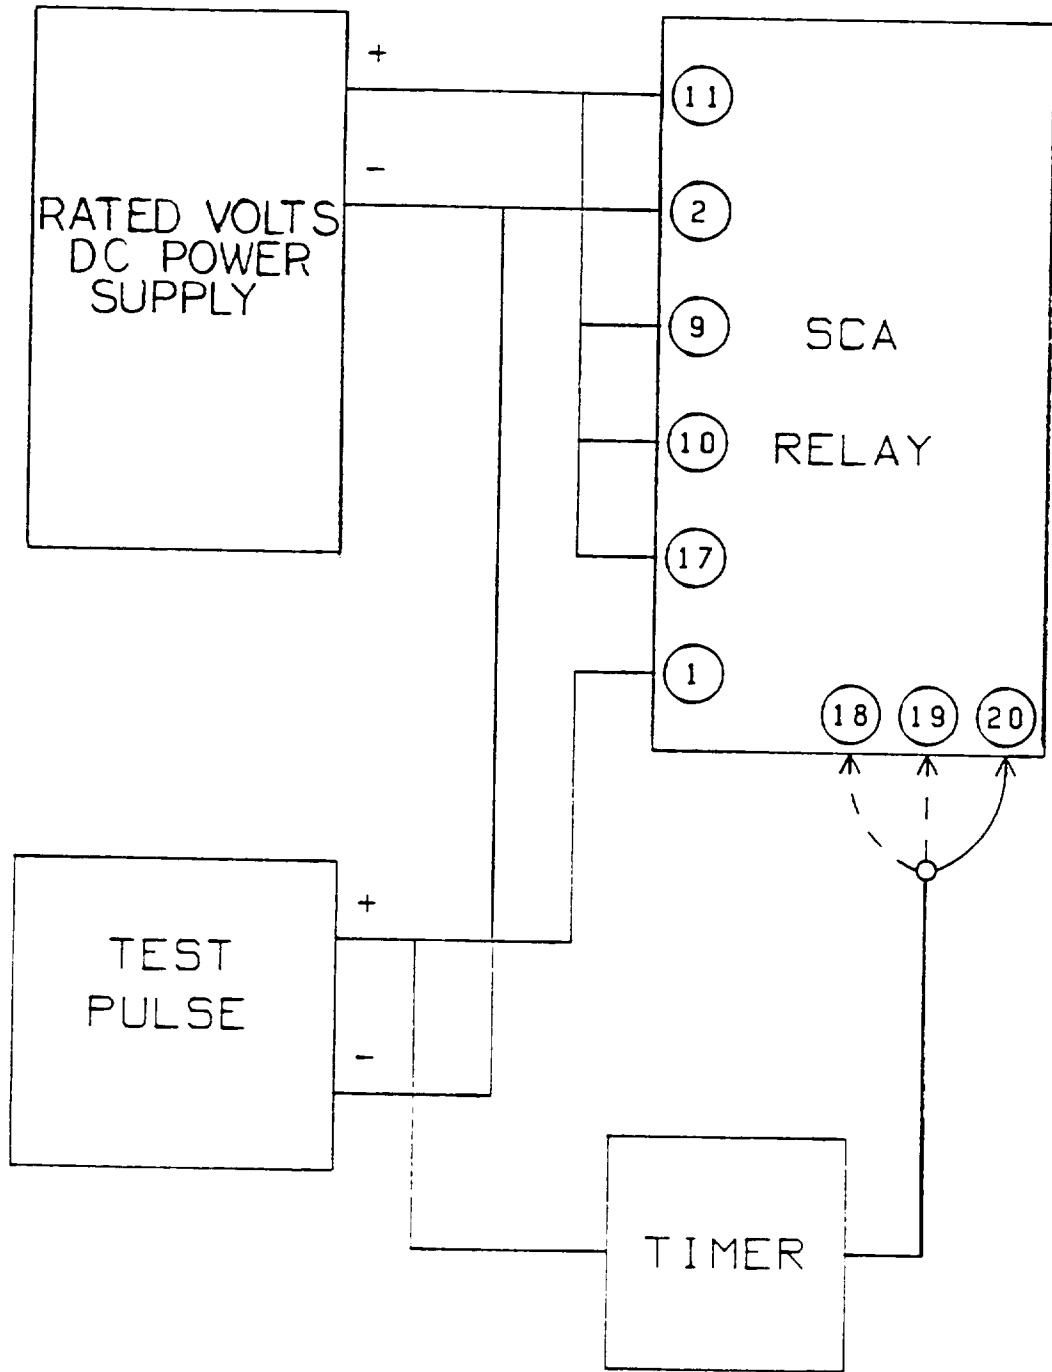 +
11
-
2
RATED VOLTS
DC POWER
SUPPLY
9
SCA
10
RELAY
17
1
18 19 20
+
TEST
PULSE
-
TIMER